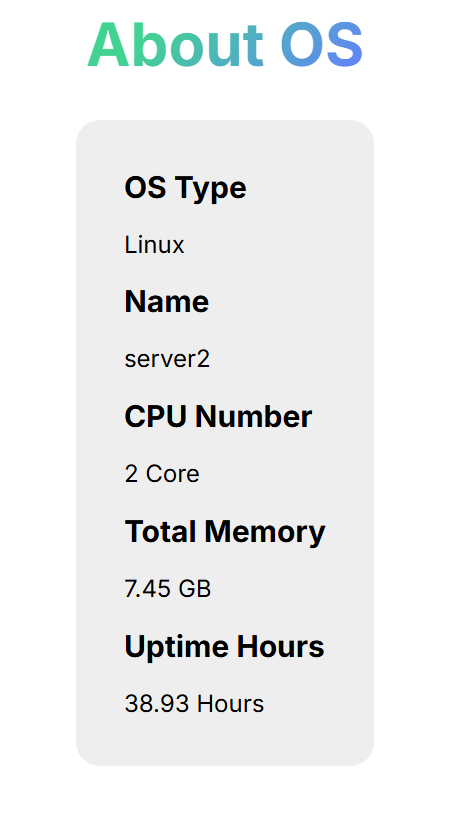 About OS
OS Type
Linux
Name
server2
CPU Number
2 Core
Total Memory
7.45 GB
Uptime Hours
38.93 Hours